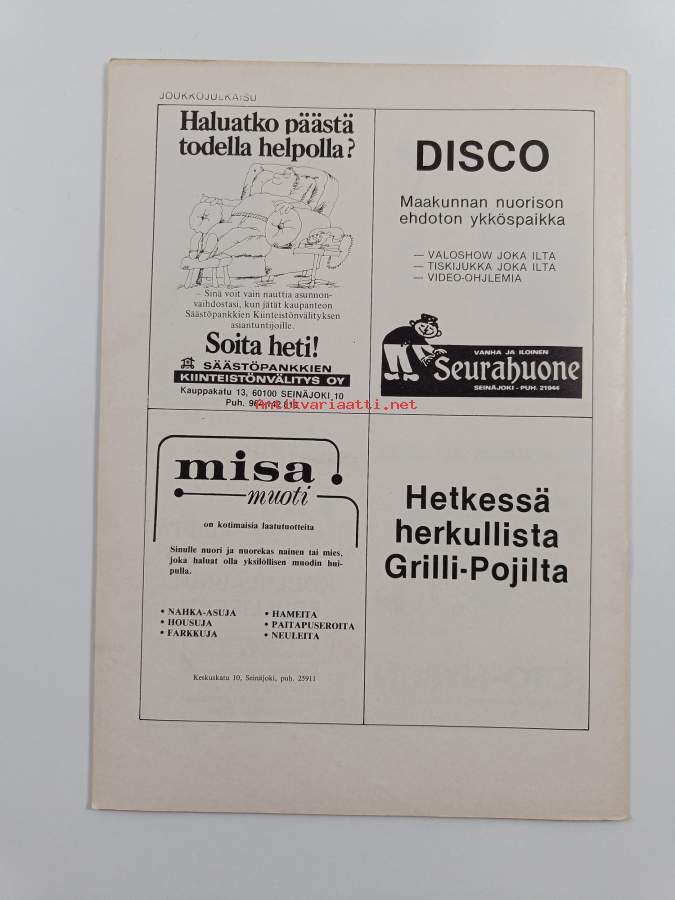 JOUKKOJULKAISU
Haluatko päästä
todella helpolla?
– Sinä voit vain nauttia asunnon-
vaihdostasi, kun jätät kaupanteon
Säästöpankkien Kiinteistönvälityksen
asiantuntijoille.
Soita heti!
SÄÄSTÖPANKKIEN
KIINTEISTÖNVÄLITYS OY
Kauppakatu 13, 60100 SEINÄJOKI 10
Puh.
DISCO
Maakunnan nuorison
ehdoton ykköspaikka
— VALOSHOW JOKA ILTA
— TISKIJUKKA JOKA ILTA
— VIDEO-OHJLEMIA
VANHA JA ILOINEN
Seurahuone
SEINÄJOKI - PUH. 21944
Antikvariaatti.net
misa
muoti
on kotimaisia laatutuotteita
Sinulle nuori ja nuorekas nainen tai mies,
joka haluat olla yksilöllisen muodin hui-
pulla.
• NAHKA-ASUJA
• HOUSUJA
• FARKKUJA
• HAMEITA
• PAITAPUSEROITA
• NEULEITA
Keskuskatu 10, Seinäjoki, puh. 25911
Hetkessä
herkullista
Grilli-Pojilta